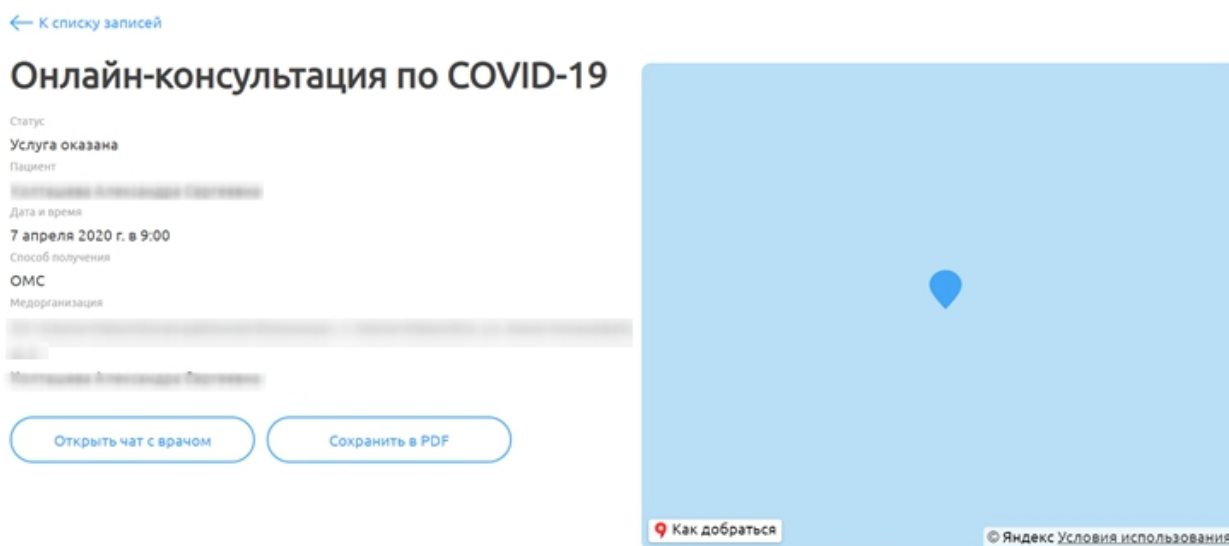 К списку записей
Онлайн-консультация по COVID-19
Статус
Услуга оказана
Пациент
Дата и время
7 апреля 2020 г. в 9:00
Способ получения
ОМС
Медорганизация
Открыть чат с врачом
Сохранить в PDF
Как добраться
© Яндекс Условия использования